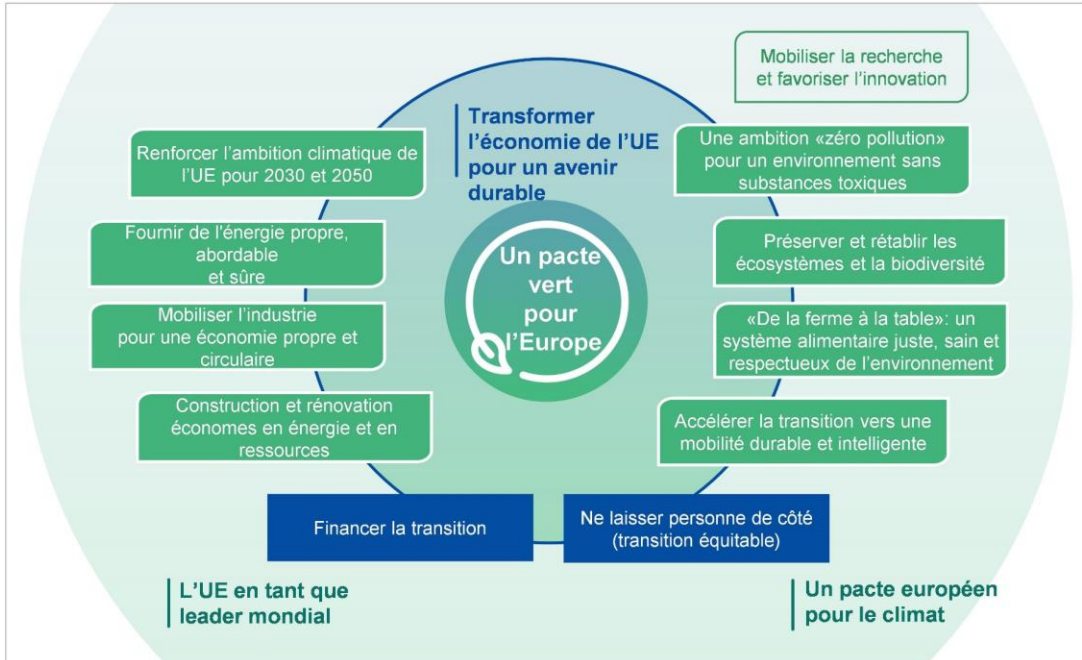 Mobiliser la recherche
et favoriser l’innovation
Transformer
l’économie de l’UE
pour un avenir
durable
Renforcer l’ambition climatique de
l’UE pour 2030 et 2050
Une ambition «zéro pollution»
pour un environnement sans
substances toxiques
Fournir de l'énergie propre,
abordable
et sûre
Préserver et rétablir les
écosystèmes et la biodiversité
Un pacte
vert
pour
l’Europe
Mobiliser l’industrie
pour une économie propre et
circulaire
«De la ferme à la table»: un
système alimentaire juste, sain et
respectueux de l’environnement
Construction et rénovation
économes en énergie et en
ressources
Accélérer la transition vers une
mobilité durable et intelligente
Financer la transition
Ne laisser personne de côté
(transition équitable)
L’UE en tant que
leader mondial
Un pacte européen
pour le climat